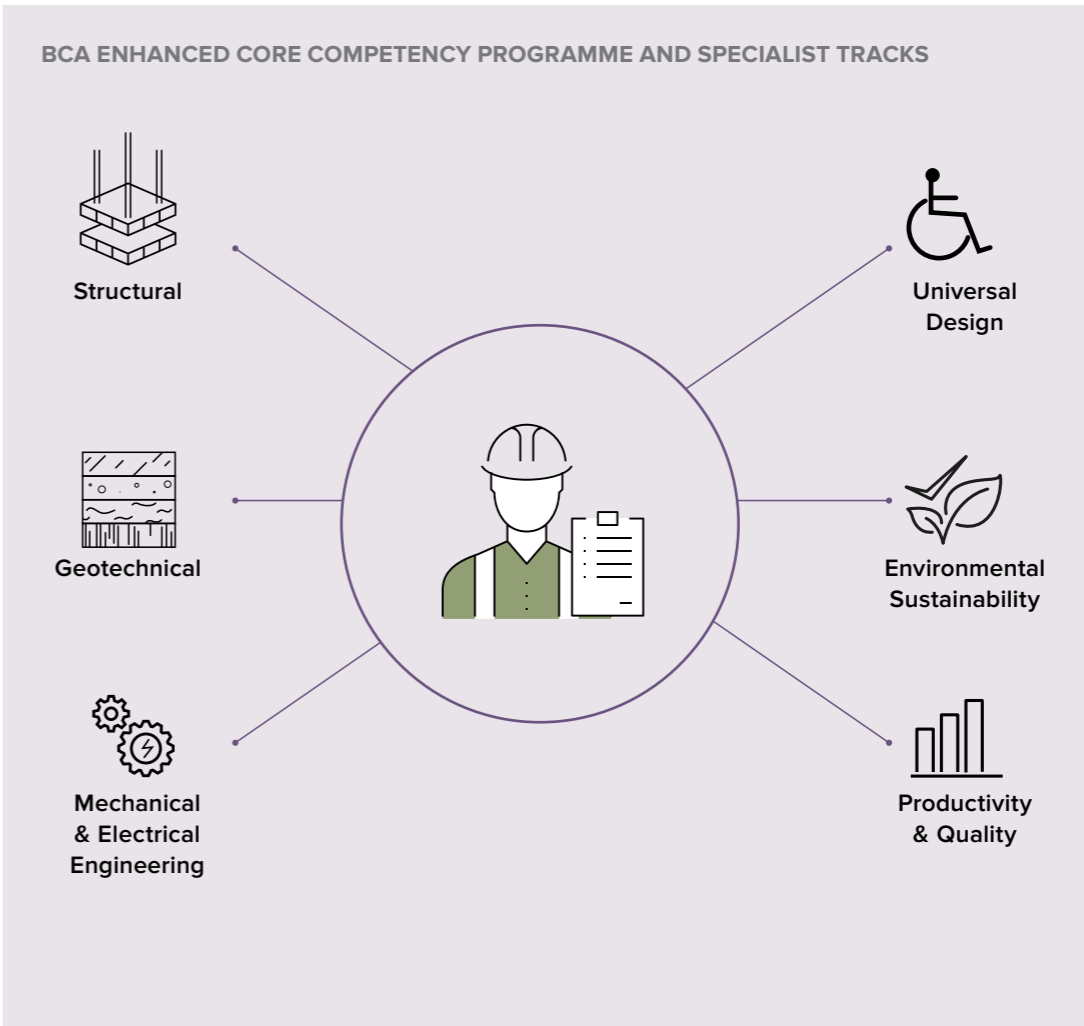 BCA ENHANCED CORE COMPETENCY PROGRAMME AND SPECIALIST TRACKS
Structural
Universal
Design
Geotechnical
Environmental
Sustainability
Mechanical
& Electrical
Engineering
Productivity
& Quality